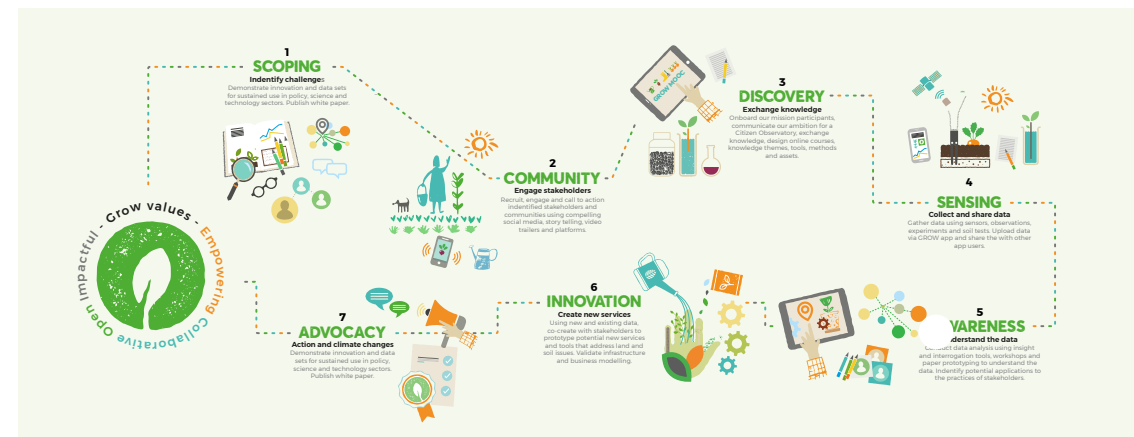 1
SCOPING
Indentify challenges
Demonstrate innovation and data sets
for sustained use in policy, science and
technology sectors. Publish white paper.
2
COMMUNITY
Engage stakeholders
Recruit, engage and call to action
indentified stakeholders and
communities using compelling
social media, story telling, video
trailers and platforms.
GROW MOOC
3
DISCOVERY
Exchange knowledge
Onboard our mission participants,
communicate our ambition for a
Citizen Observatory, exchange
knowledge, design online courses,
knowledge themes, tools, methods
and assets.
4
SENSING
Collect and share data
Gather data using sensors, observations,
experiments and soil tests. Upload data
via GROW app and share the with other
app users.
5
WARENESS
derstand the data
data analysis using insight
and interrogation tools, workshops and
paper prototyping to understand the
data. Indentify potential applications to
the practices of stakeholders.
6
INNOVATION
Create new services
Using new and existing data,
co-create with stakeholders to
prototype potential new services
and tools that address land and
soil issues. Validate infrastructure
and business modelling.
7
ADVOCACY
Action and climate changes
Demonstrate innovation and data
sets for sustained use in policy,
science and technology sectors.
Publish white paper.
Open Impactful - Grow values - Empowering Collaborative